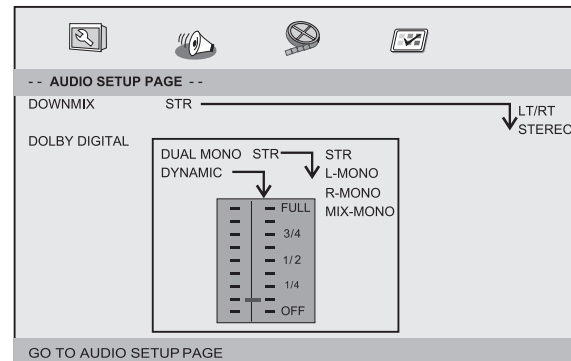 - - AUDIO SETUP PAGE - -
DOWNMIX STR LT/RT
STEREO
DOLBY DIGITAL
DUAL MONO STR STR
DYNAMIC L-MONO
R-MONO
FULL MIX-MONO
3/4
1/2
1/4
OFF
GO TO AUDIO SETUP PAGE